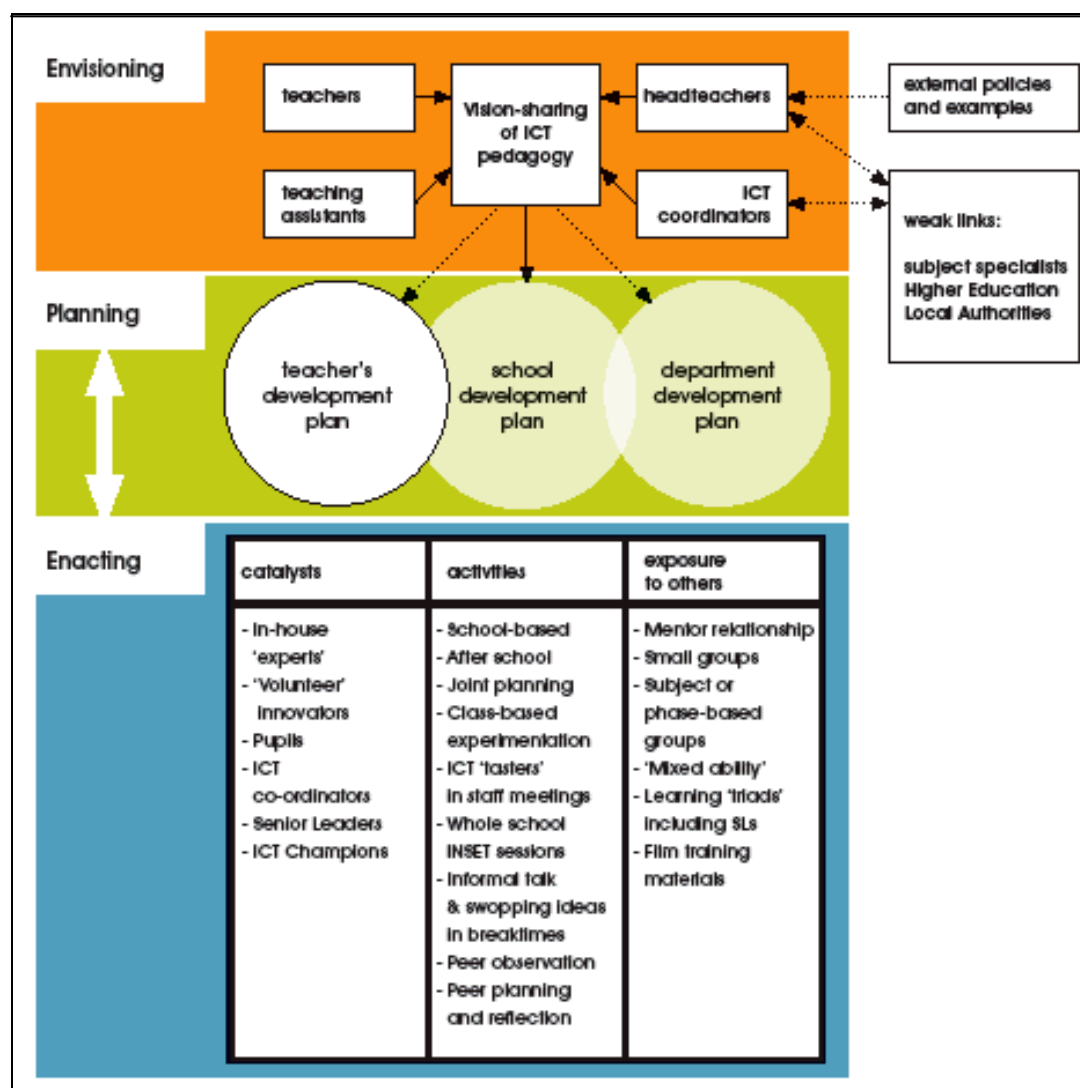 Envisioning
teachers
Vision-sharing
of ICT
pedagogy
headteachers
external policies
and examples
teaching
assistants
ICT
coordinators
weak links:
subject specialists
Higher Education
Local Authorities
Planning
teacher's
development
plan
school
development
plan
department
development
plan
Enacting
catalysts
- In-house
'experts'
- 'Volunteer'
innovators
- Pupils
- ICT
co-ordinators
- Senior Leaders
- ICT Champions
activities
- School-based
- After school
- Joint planning
- Class-based
experimentation
- ICT 'tasters'
in staff meetings
- Whole school
INSET sessions
- Informal talk
& swopping ideas
in breaktimes
- Peer observation
- Peer planning
and reflection
exposure
to others
- Mentor relationship
- Small groups
- Subject or
phase-based
groups
- 'Mixed ability'
- Learning 'triads'
including SLs
- Film training
materials